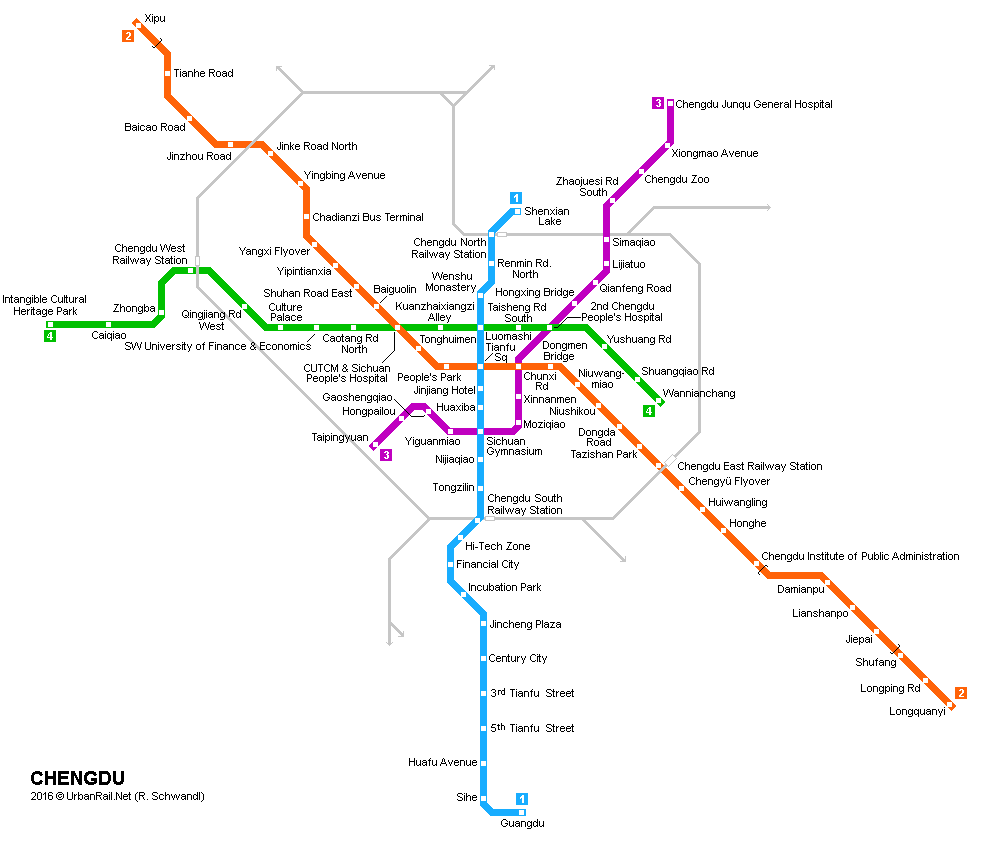 Xipu
2
Tianhe Road
Baicao Road
Jinzhou Road
Jinke Road North
Yingbing Avenue
Chadianzi Bus Terminal
Yangxi Flyover
Yipintianxia
Shuhan Road East
Baiguolin
3
Chengdu Junqu General Hospital
Xiongmao Avenue
Chengdu Zoo
Zhaojuesi Rd
South
Simaqiao
Lijiatuo
Qianfeng Road
Hongxing Bridge
2nd Chengdu
People's Hospital
1
Shenxian
Lake
Chengdu North
Railway Station
Renmin Rd.
North
Wenshu
Monastery
Chengdu West
Railway Station
Intangible Cultural
Heritage Park
4
Caiqiao
Zhongba
Qingjiang Rd
West
Culture
Palace
SW University of Finance & Economics
Caotang Rd
North
CUTCM & Sichuan
People's Hospital
Kuanzhaixiangzi
Alley
Tonghuimen
Taisheng Rd
South
Luomashi
Tianfu
Sq
Dongmen
Bridge
Yushuang Rd
Shuangqiao Rd
Wannianchang
4
People's Park
Chunxi
Rd
Niuwang-
miao
Niushikou
Dongda
Road
Tazishan Park
Jinjiang Hotel
Xinnanmen
Gaoshengqiao
Huaxiba
Hongpailou
Moziqiao
Taipingyuan
3
Yiguanmiao
Sichuan
Gymnasium
Nijiaqiao
Tongzilin
Chengdu South
Railway Station
Chengdu East Railway Station
Chengyü Flyover
Huiwangling
Honghe
Chengdu Institute of Public Administration
Damianpu
Lianshanpo
Jiepai
Shufang
Longping Rd
Longquanyi
2
Hi-Tech Zone
Financial City
Incubation Park
Jincheng Plaza
Century City
3rd Tianfu Street
5th Tianfu Street
Huafu Avenue
Sihe
1
Guangdu
CHENGDU
2016 © UrbanRail.Net (R. Schwandl)